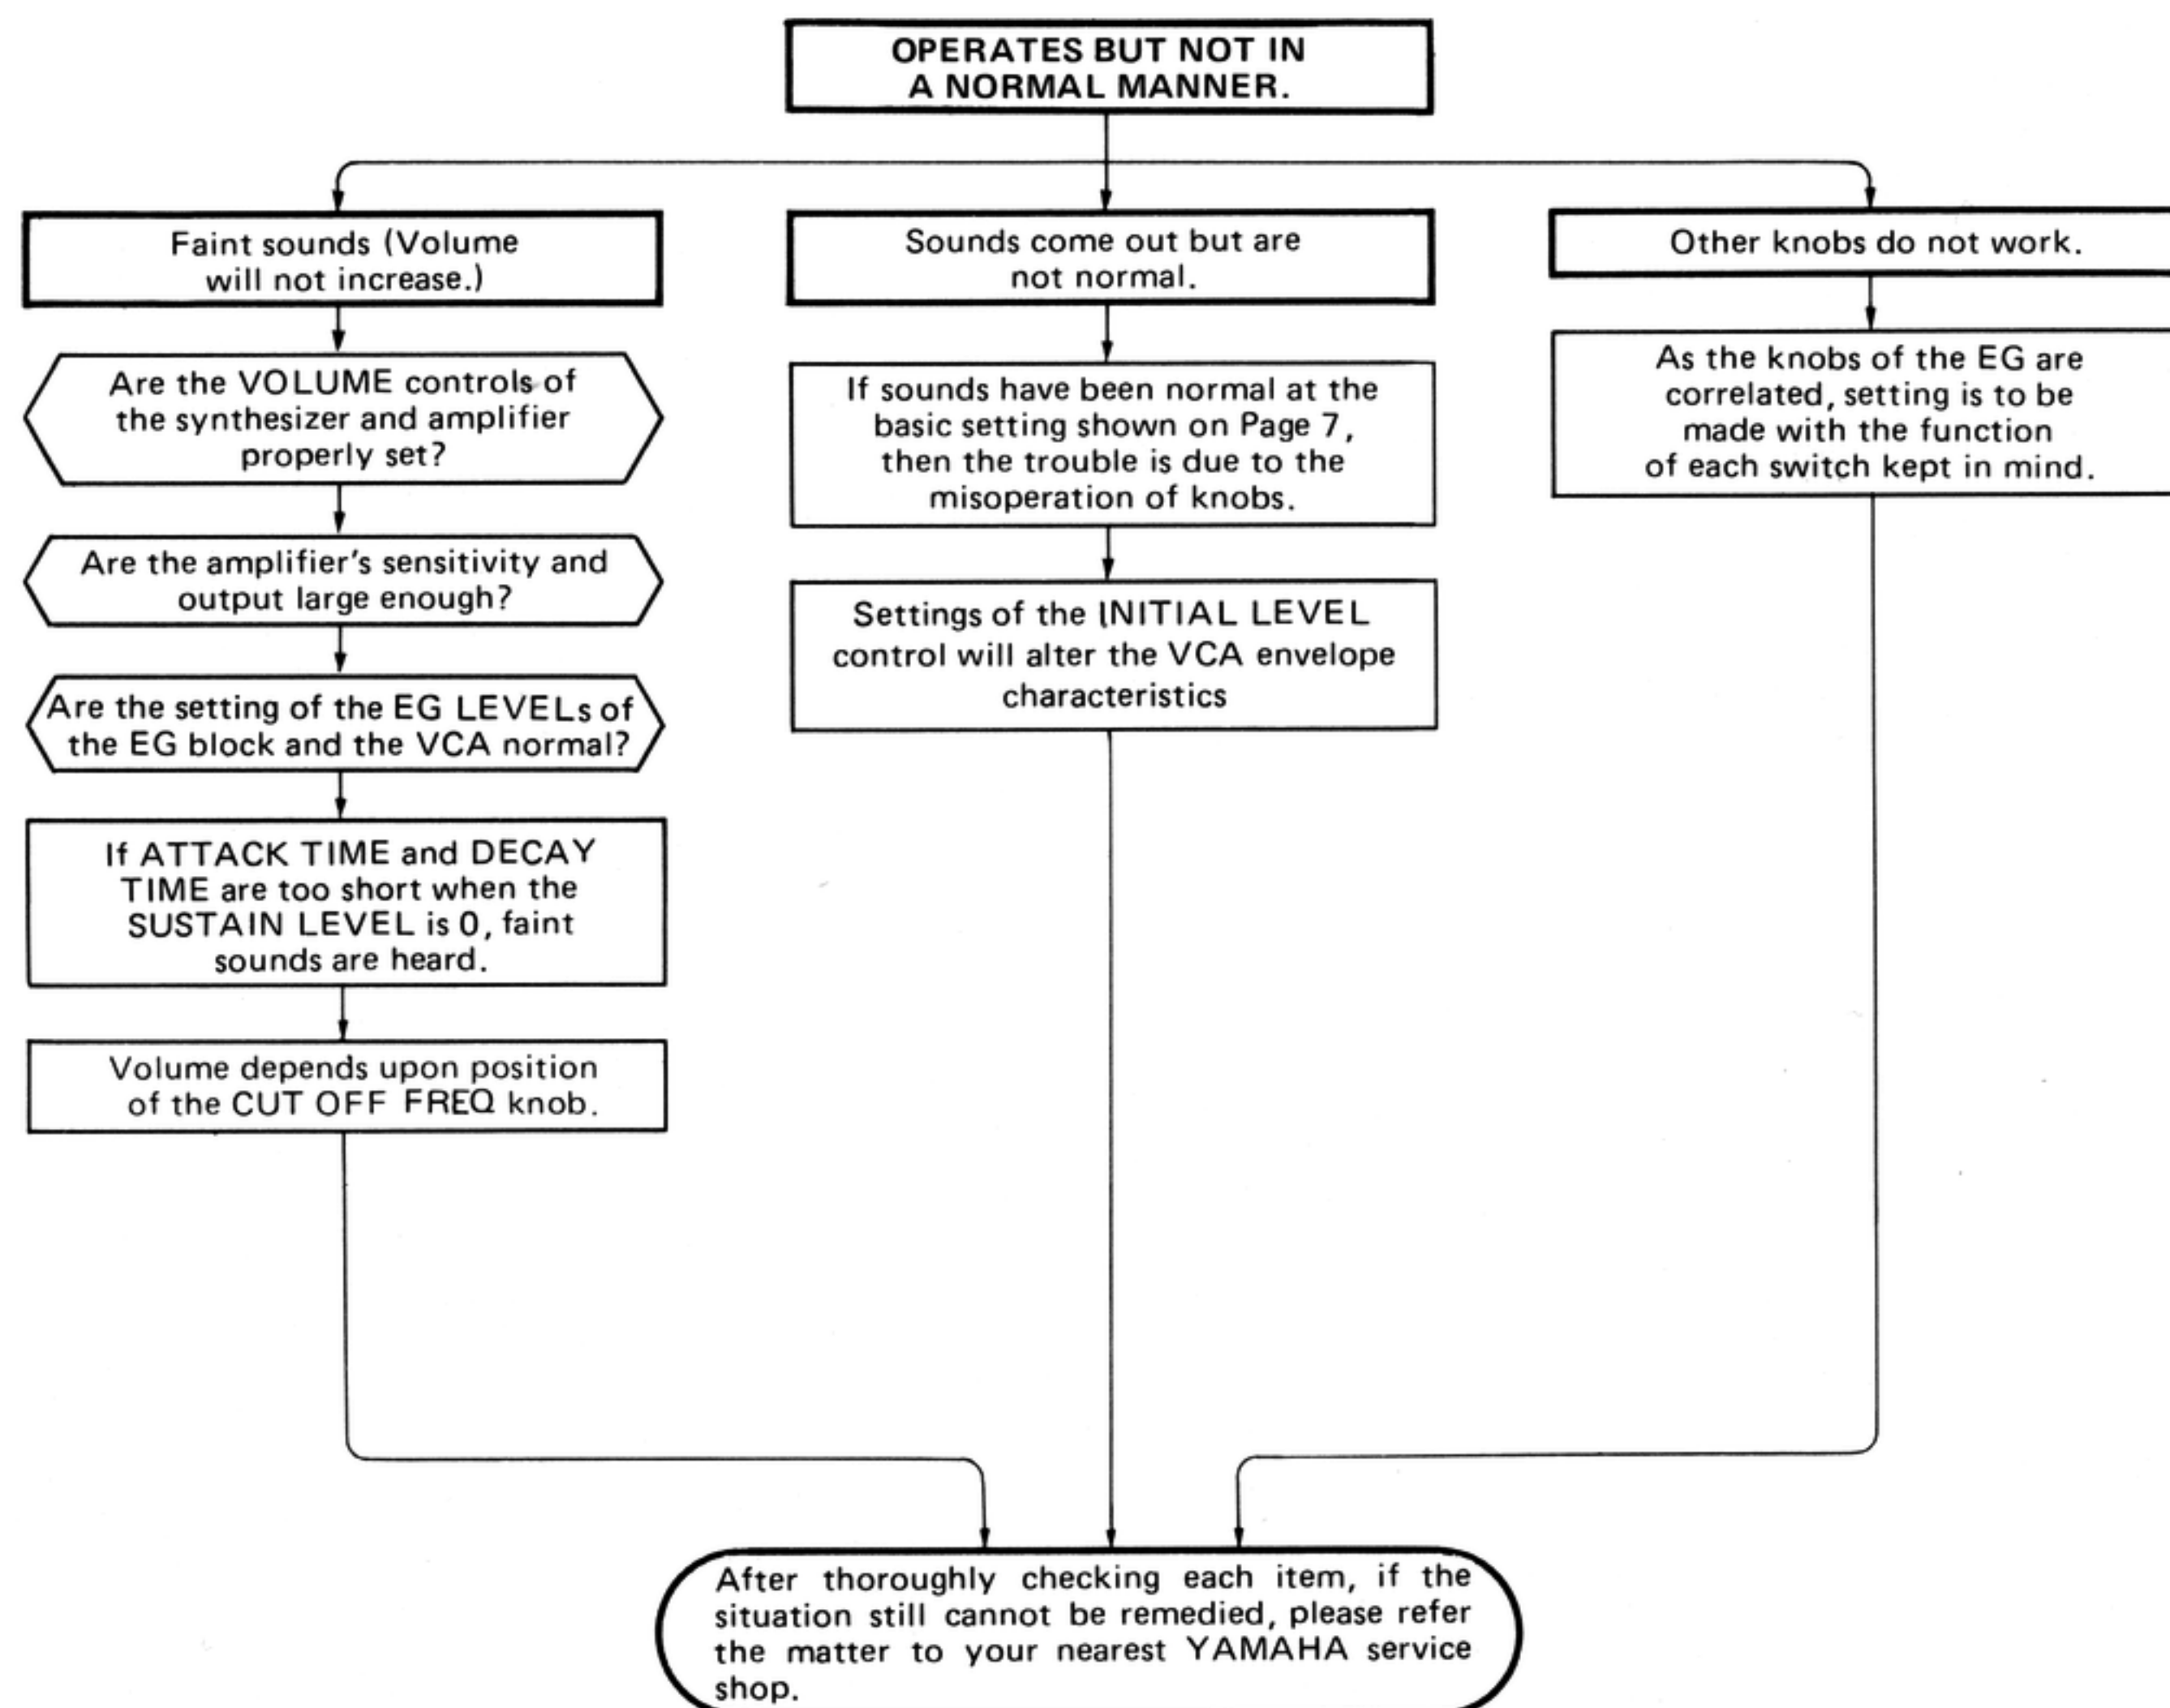 OPERATES BUT NOT IN
A NORMAL MANNER.
Faint sounds (Volume
will not increase.)
Are the VOLUME controls of
the synthesizer and amplifier
properly set?
Are the amplifier's sensitivity and
output large enough?
Are the setting of the EG LEVELs of
the EG block and the VCA normal?
If ATTACK TIME and DECAY
TIME are too short when the
SUSTAIN LEVEL is 0, faint
sounds are heard.
Volume depends upon position
of the CUT OFF FREQ knob.
Sounds come out but are
not normal.
If sounds have been normal at the
basic setting shown on Page 7,
then the trouble is due to the
misoperation of knobs.
Settings of the INITIAL LEVEL
control will alter the VCA envelope
characteristics
Other knobs do not work.
As the knobs of the EG are
correlated, setting is to be
made with the function
of each switch kept in mind.
After thoroughly checking each item, if the
situation still cannot be remedied, please refer
the matter to your nearest YAMAHA service
shop.